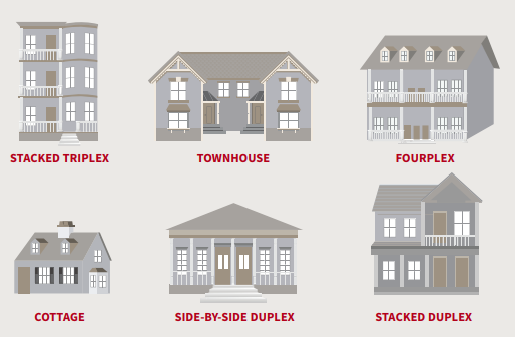 STACKED TRIPLEX
TOWNHOUSE
FOURPLEX
COTTAGE
SIDE-BY-SIDE DUPLEX
STACKED DUPLEX